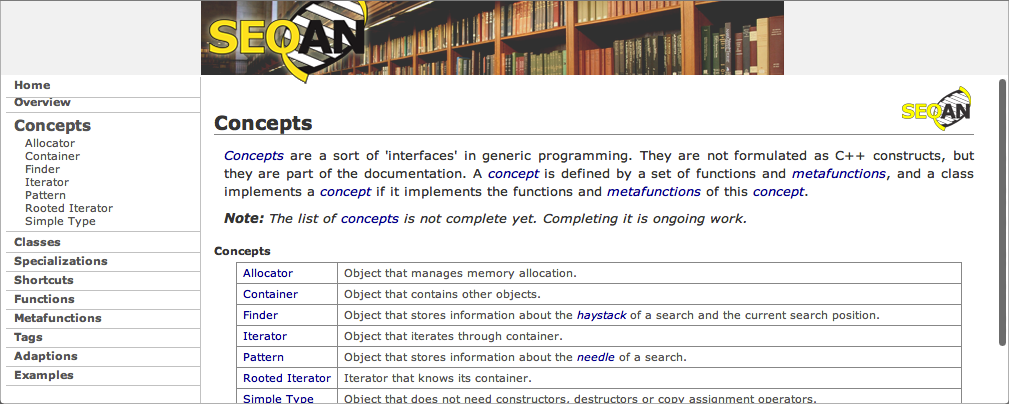 SEQAN
Home
Overview
Concepts
Allocator
Container
Finder
Iterator
Pattern
Rooted Iterator
Simple Type
Classes
Specializations
Shortcuts
Functions
Metafunctions
Tags
Adaptions
Examples
SEQAN
Concepts
Concepts are a sort of 'interfaces' in generic programming. They are not formulated as C++ constructs, but
they are part of the documentation. A concept is defined by a set of functions and metafunctions, and a class
implements a concept if it implements the functions and metafunctions of this concept.
Note: The list of concepts is not complete yet. Completing it is ongoing work.
Concepts
Allocator Object that manages memory allocation.
Container Object that contains other objects.
Finder Object that stores information about the haystack of a search and the current search position.
Iterator Object that iterates through container.
Pattern Object that stores information about the needle of a search.
Rooted Iterator Iterator that knows its container.
Simple Type Object that does not need constructors, destructors or copy assignment operators.